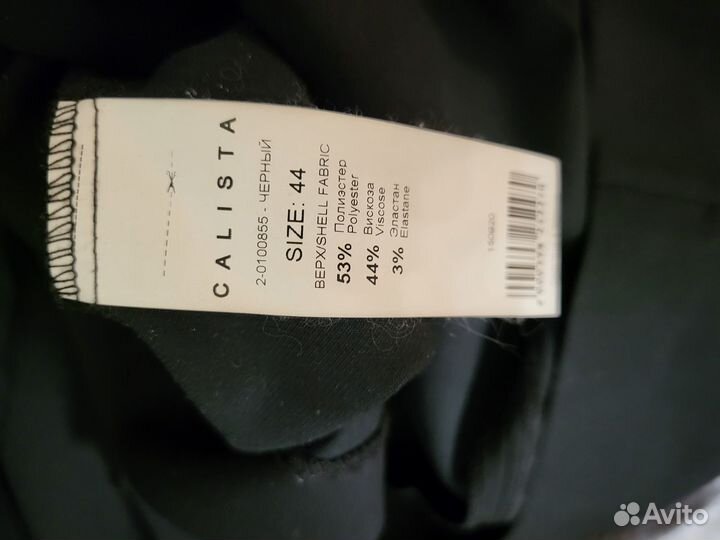 CALISTA
2-0100855 - ЧЕРНЫЙ
SIZE: 44
ВЕРХ/SHELL FABRIC
53% Полиэстер
Polyester
44% Вискоза
Viscose
3% Эластан
Elastane
150920
Avito